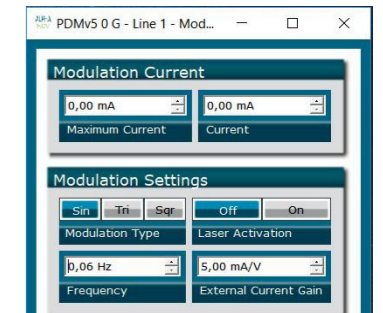 PDMv5 0 G - Line 1 - Mod...
Modulation Current
0,00 mA 0,00 mA
Maximum Current Current
Modulation Settings
Sin Tri Sqr Off On
Modulation Type Laser Activation
0,06 Hz 5,00 mA/V
Frequency External Current Gain